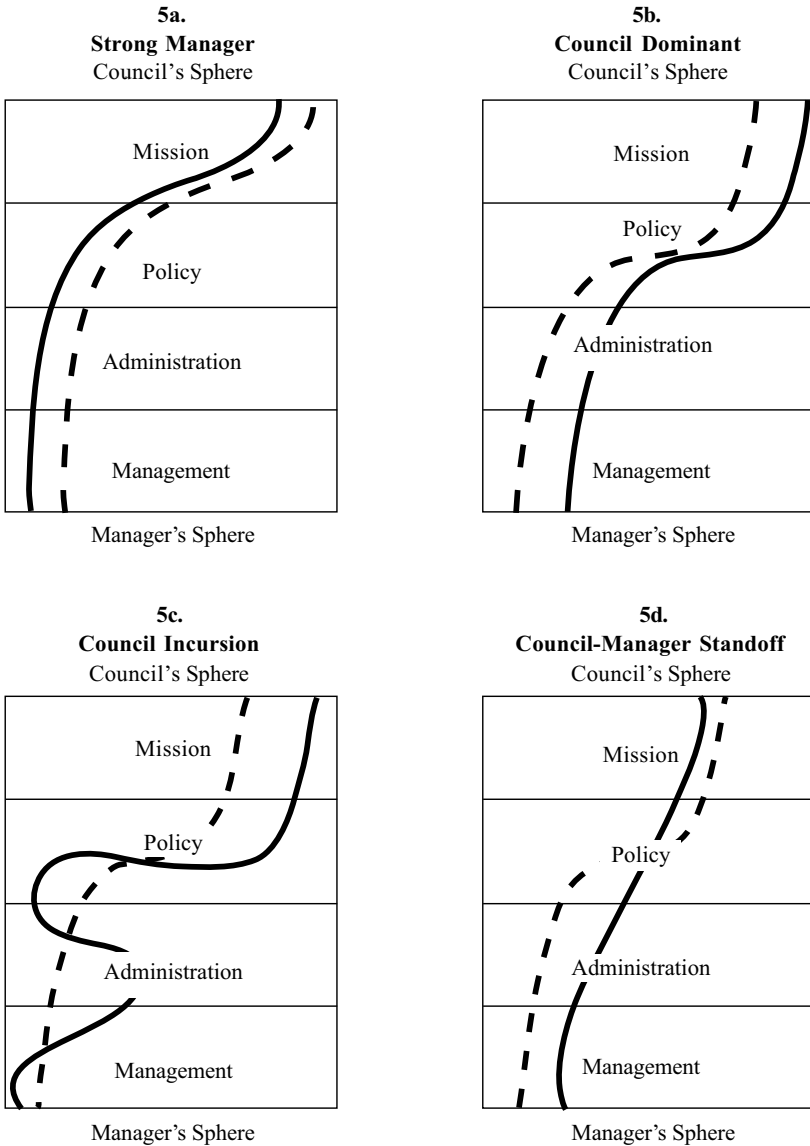 5a.
Strong Manager
Council's Sphere
Mission
Policy
Administration
Management
Manager's Sphere
5b.
Council Dominant
Council's Sphere
Mission
Policy
Administration
Management
Manager's Sphere
5c.
Council Incursion
Council's Sphere
Mission
Policy
Administration
Management
Manager's Sphere
5d.
Council-Manager Standoff
Council's Sphere
Mission
Policy
Administration
Management
Manager's Sphere